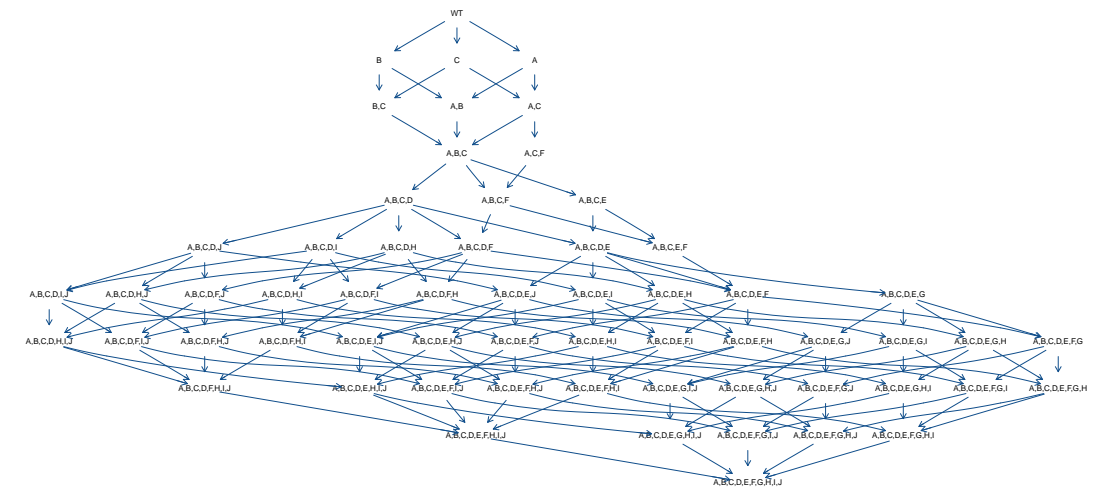 WT
B C A
B,C A,B A,C
A,B,C A,C,F
A,B,C,D A,B,C,F A,B,C,E
A,B,C,D,J A,B,C,D,I A,B,C,D,H A,B,C,D,F A,B,C,D,E A,B,C,E,F
A,B,C,D,I,J A,B,C,D,H,J A,B,C,D,F,J A,B,C,D,H,I A,B,C,D,F,I A,B,C,D,F,H A,B,C,D,E,J A,B,C,D,E,I A,B,C,D,E,H A,B,C,D,E,F A,B,C,D,E,G
A,B,C,D,H,I,J A,B,C,D,F,I,J A,B,C,D,F,H,J A,B,C,D,F,H,I A,B,C,D,E,I,J A,B,C,D,E,H,J A,B,C,D,E,F,J A,B,C,D,E,H,I A,B,C,D,E,F,I A,B,C,D,E,F,H A,B,C,D,E,G,J A,B,C,D,E,G,I A,B,C,D,E,G,H A,B,C,D,E,F,G
A,B,C,D,F,H,I,J A,B,C,D,E,H,I,J A,B,C,D,E,F,I,J A,B,C,D,E,F,H,J A,B,C,D,E,F,H,I A,B,C,D,E,G,I,J A,B,C,D,E,G,H,J A,B,C,D,E,F,G,J A,B,C,D,E,G,H,I A,B,C,D,E,F,G,I A,B,C,D,E,F,G,H
A,B,C,D,E,F,H,I,J A,B,C,D,E,G,H,I,J A,B,C,D,E,F,G,I,J A,B,C,D,E,F,G,H,J A,B,C,D,E,F,G,H,I
A,B,C,D,E,F,G,H,I,J